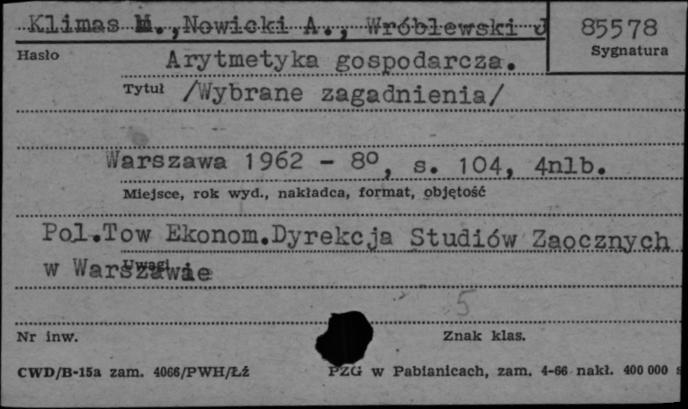 Klimas M., Nowicki A., Wróblewski J
85578
Hasło
Sygnatura
Arytmetyka gospodarcza.
Tytuł /Wybrane zagadnienia/
Warszawa 1962 - 8º, s. 104, 4nlb.
Miejsce, rok wyd., nakładca, format, objętość
Pol.Tow Ekonom.Dyrekcja Studiów Zaocznych
w Warszawie
Uwagi
5
Nr inw.
Znak klas.
CWD/B-15a zam. 4066/PWH/Łź
PZG w Pabianicach, zam. 4-66 nakł. 400 000